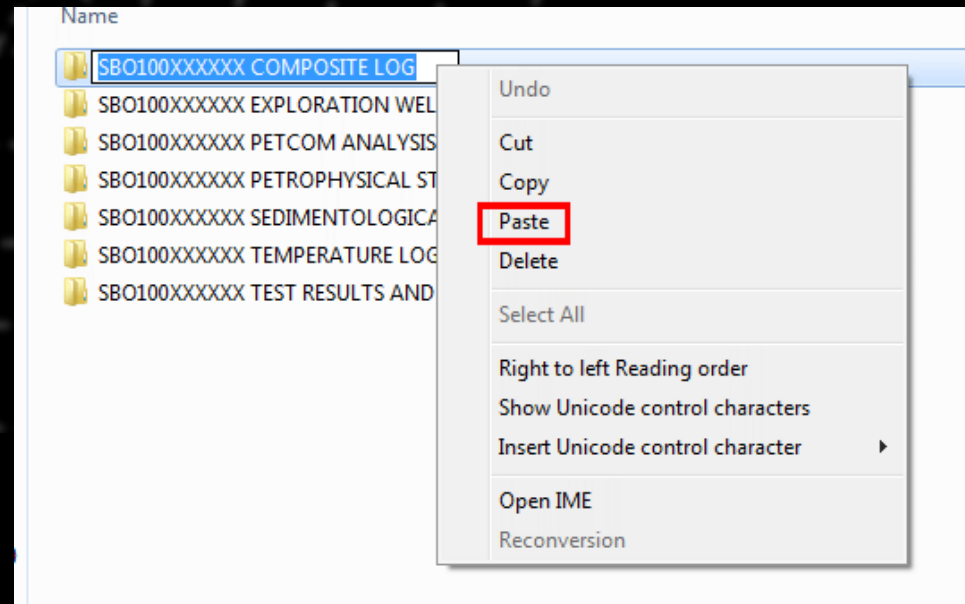 Name
SBO100XXXXXX COMPOSITE LOG
SBO100XXXXXX EXPLORATION WEL
SBO100XXXXXX PETCOM ANALYSIS
SBO100XXXXXX PETROPHYSICAL ST
SBO100XXXXXX SEDIMENTOLOGICA
SBO100XXXXXX TEMPERATURE LOG
SBO100XXXXXX TEST RESULTS AND
Undo
Cut
Copy
Paste
Delete
Select All
Right to left Reading order
Show Unicode control characters
Insert Unicode control character
Open IME
Reconversion